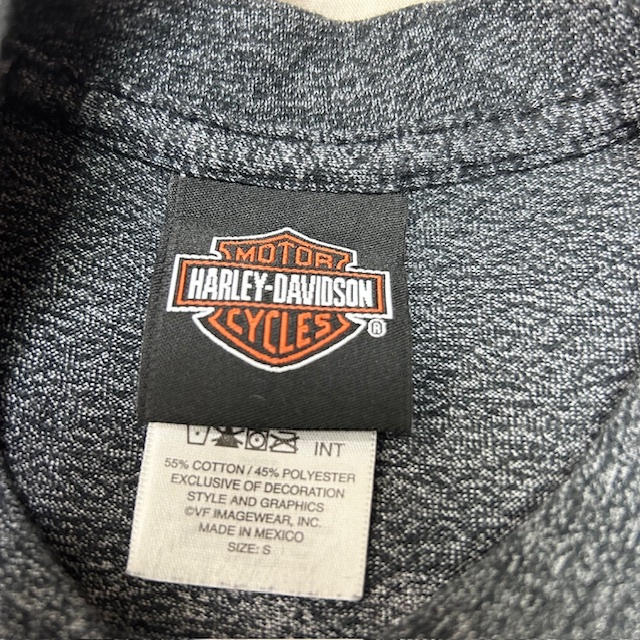 MOTOR
HARLEY-DAVIDSON
CYCLES
®
INT
55% COTTON / 45% POLYESTER
EXCLUSIVE OF DECORATION
STYLE AND GRAPHICS
©VF IMAGEWEAR, INC.
MADE IN MEXICO
SIZE: S